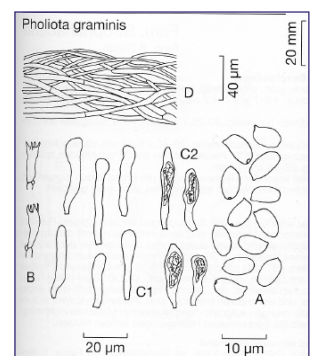 Pholiota graminis
20 mm
40 µm
D
C2
B
C1
A
20 µm
10 µm